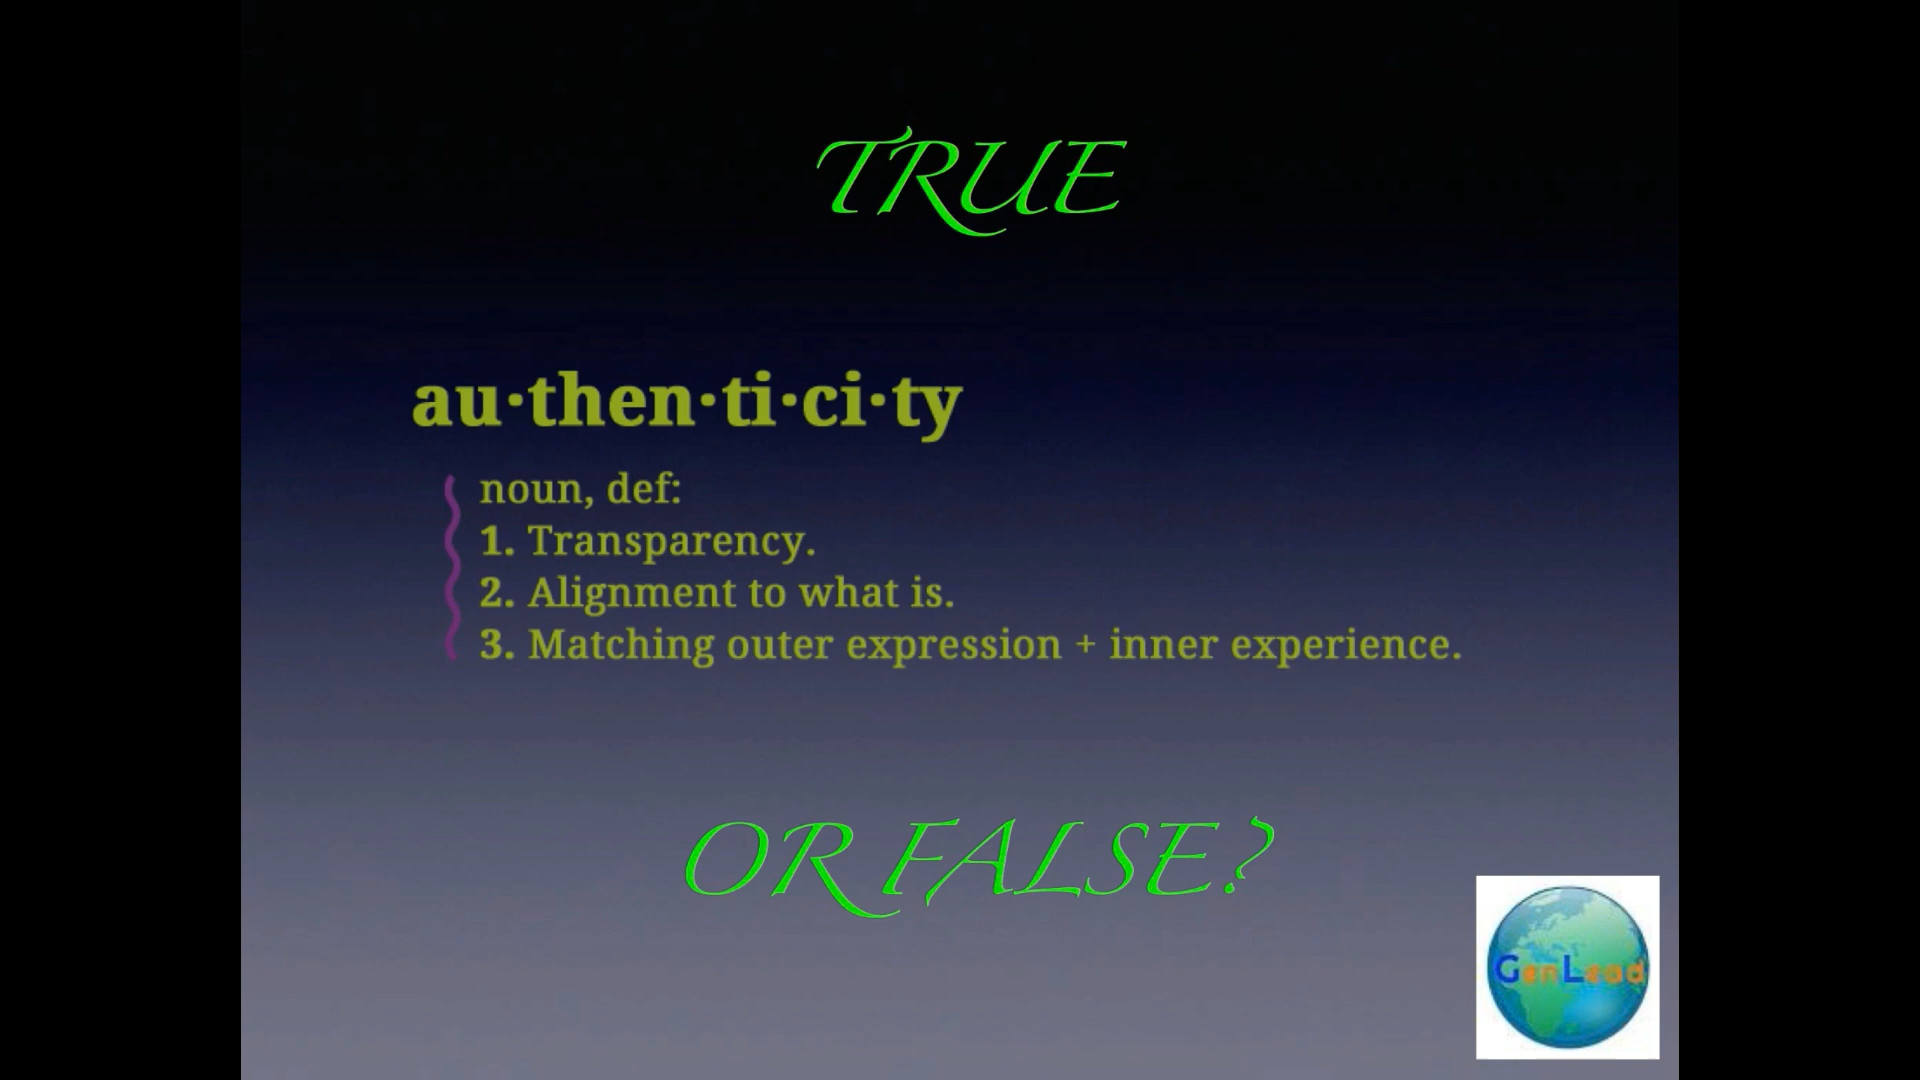 TRUE
au·then·ti·ci·ty
noun, def:
1. Transparency.
2. Alignment to what is.
3. Matching outer expression + inner experience.
OR FALSE?
GenLead